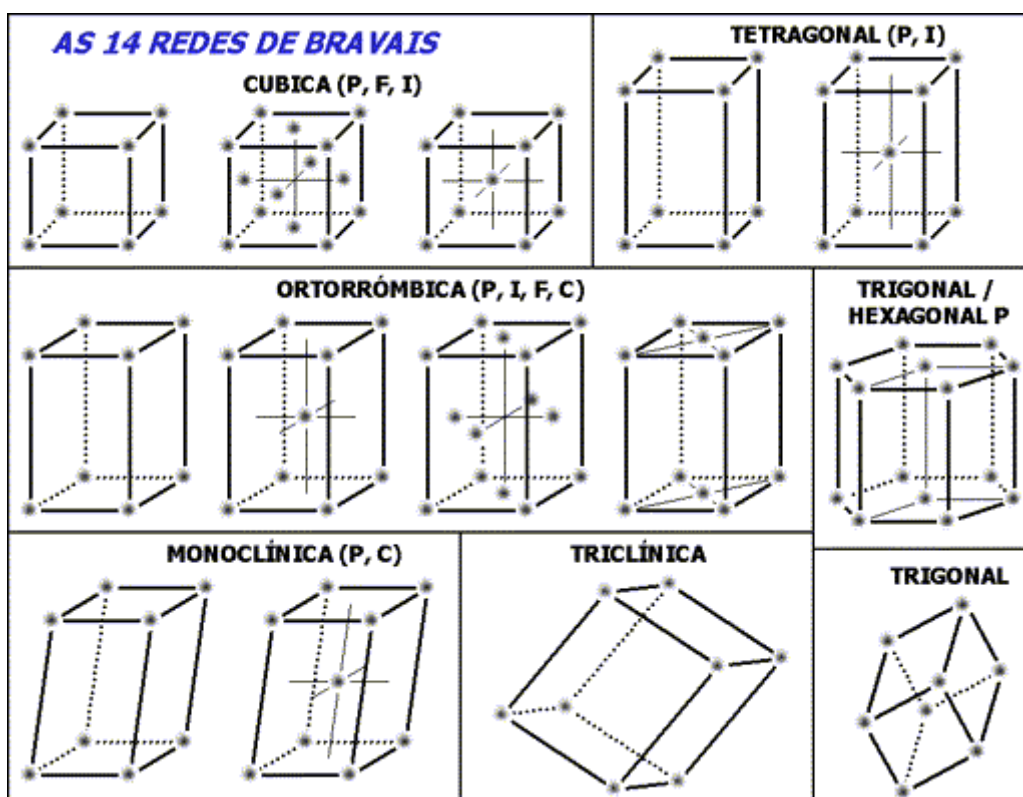 AS 14 REDES DE BRAVAIS
CUBICA (P, F, I)
TETRAGONAL (P, I)
ORTORRÓMBICA (P, I, F, C)
TRIGONAL /
HEXAGONAL P
MONOCLÍNICA (P, C)
TRICLÍNICA
TRIGONAL